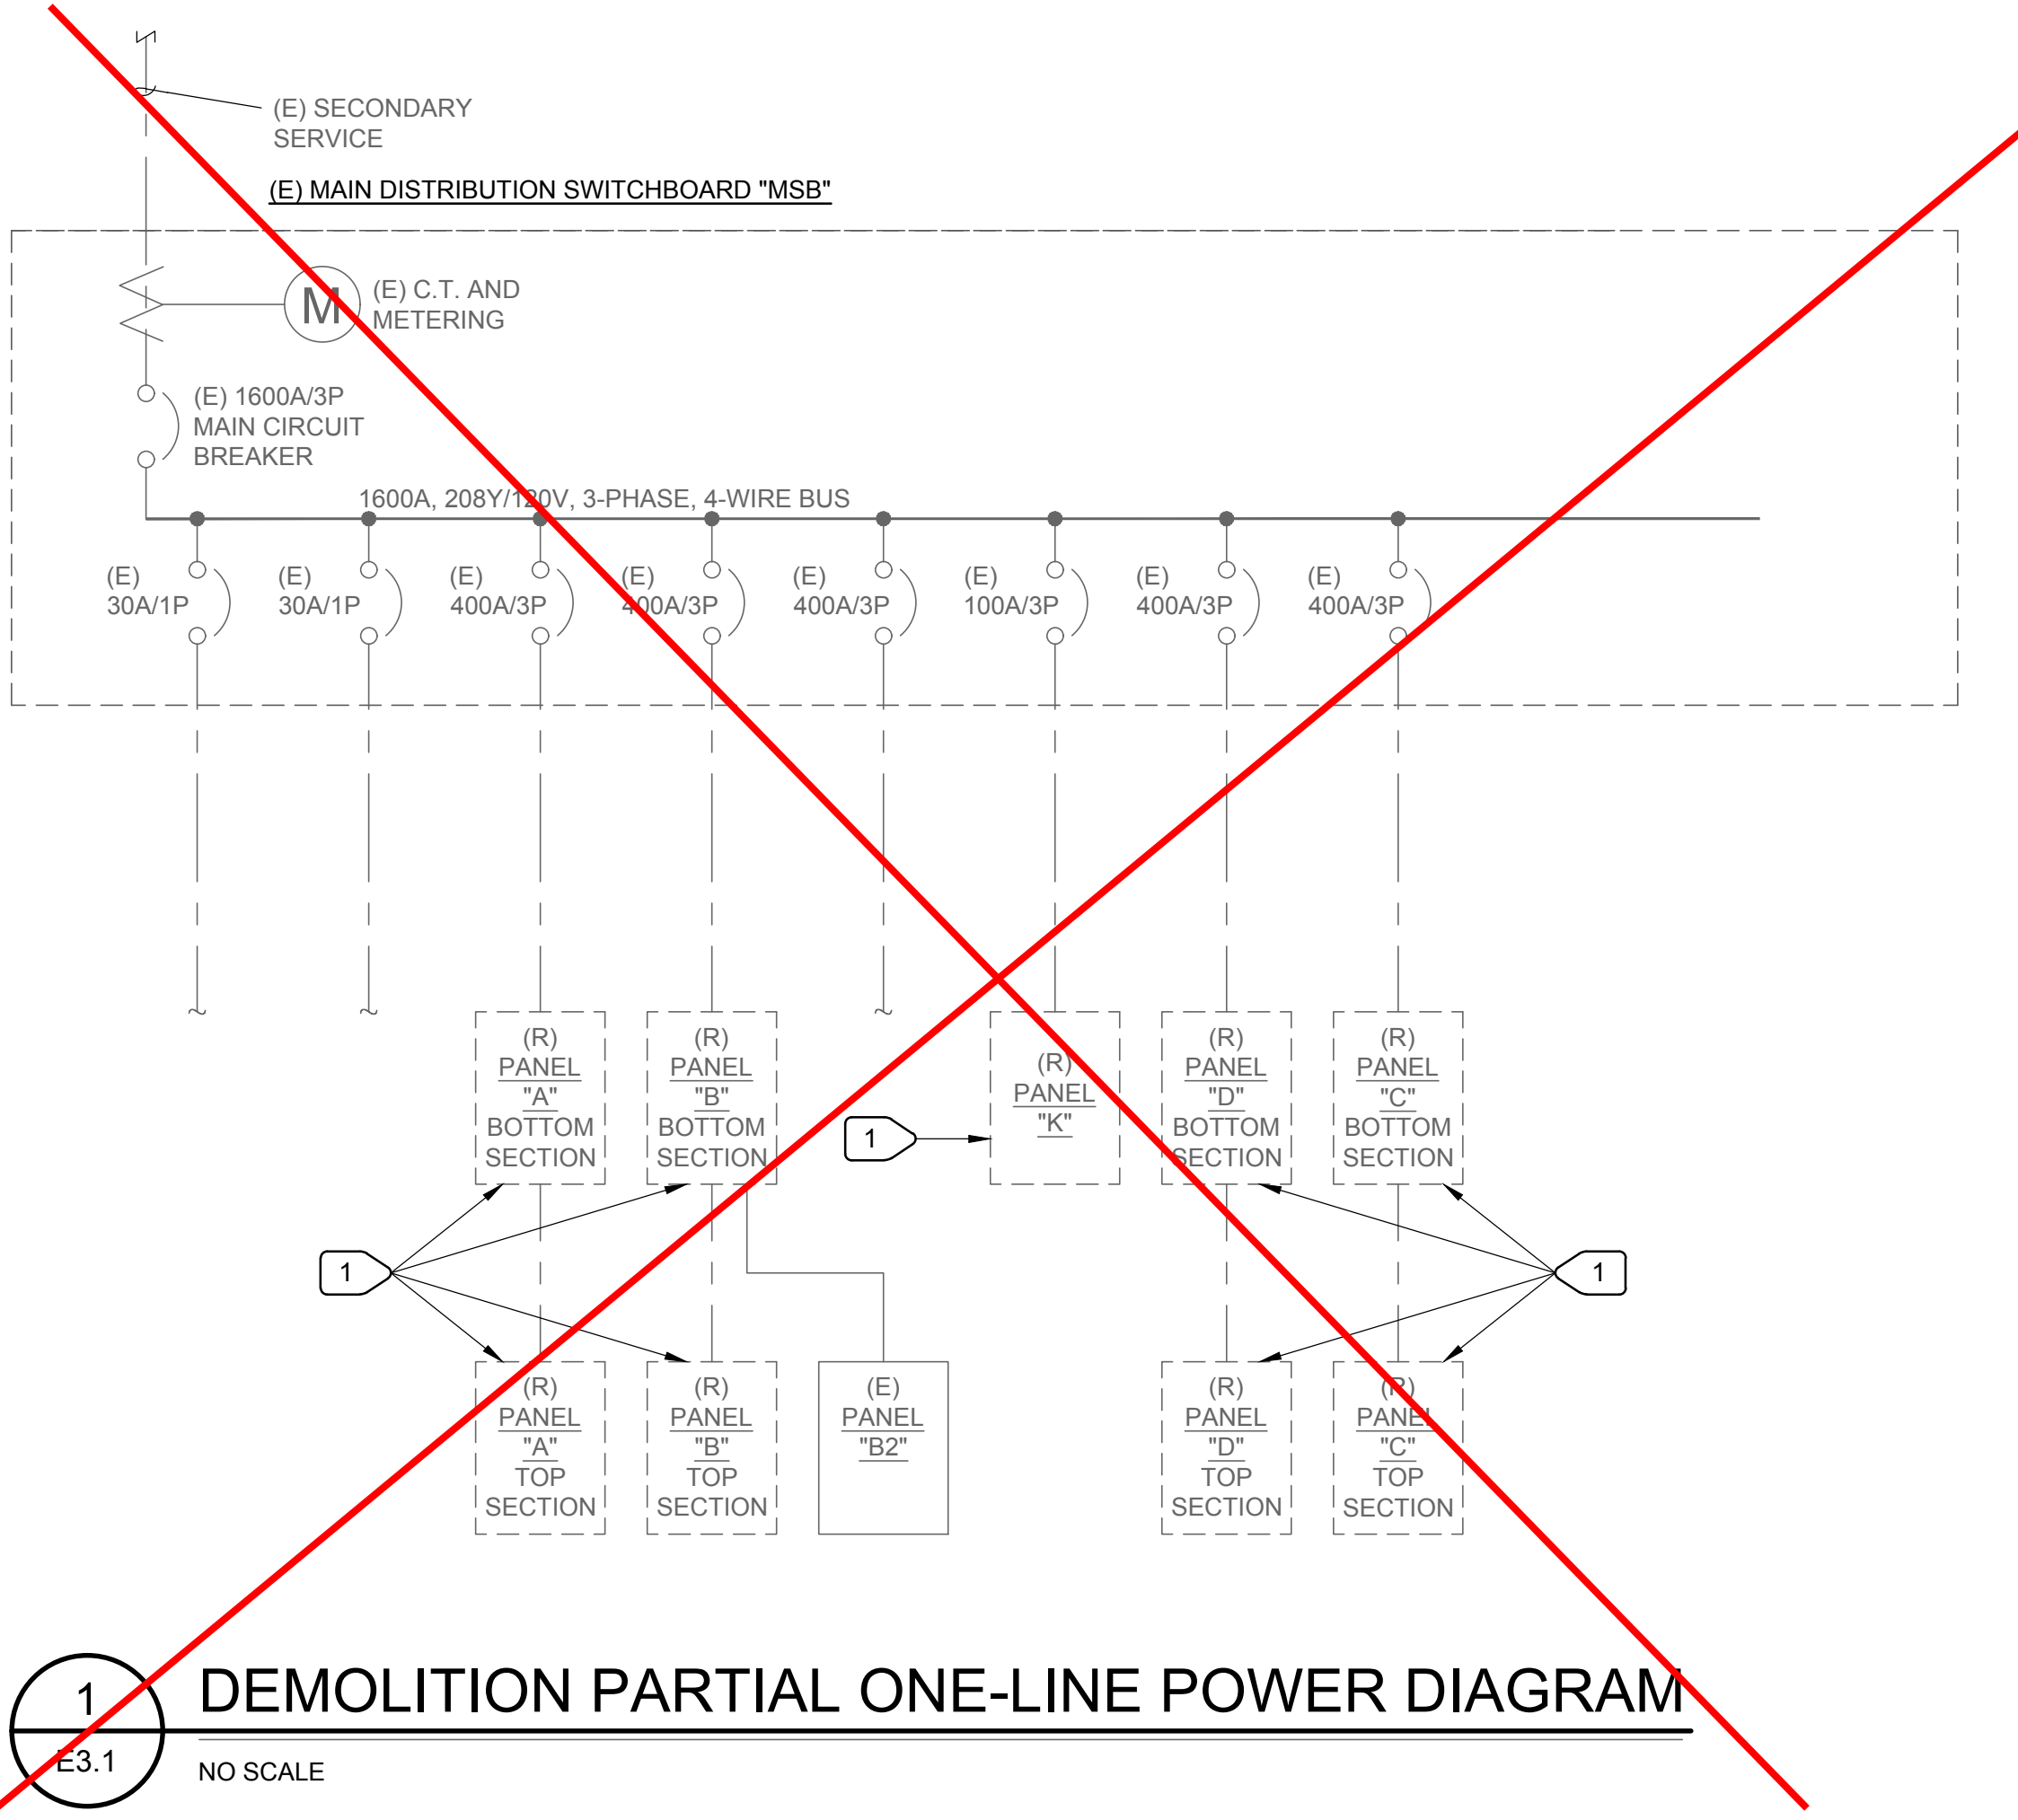 (E) SECONDARY
SERVICE
(E) MAIN DISTRIBUTION SWITCHBOARD "MSB"
M
(E) C.T. AND
METERING
(E) 1600A/3P
MAIN CIRCUIT
BREAKER
1600A, 208Y/120V, 3-PHASE, 4-WIRE BUS
(E)
30A/1P
(E)
30A/1P
(E)
400A/3P
(E)
400A/3P
(E)
400A/3P
(E)
100A/3P
(E)
400A/3P
(E)
400A/3P
(R)
PANEL
"A"
BOTTOM
SECTION
(R)
PANEL
"B"
BOTTOM
SECTION
1
(R)
PANEL
"K"
(R)
PANEL
"D"
BOTTOM
SECTION
(R)
PANEL
"C"
BOTTOM
SECTION
1
1
(R)
PANEL
"A"
TOP
SECTION
(R)
PANEL
"B"
TOP
SECTION
(E)
PANEL
"B2"
(R)
PANEL
"D"
TOP
SECTION
(R)
PANEL
"C"
TOP
SECTION
1
E3.1
DEMOLITION PARTIAL ONE-LINE POWER DIAGRAM
NO SCALE